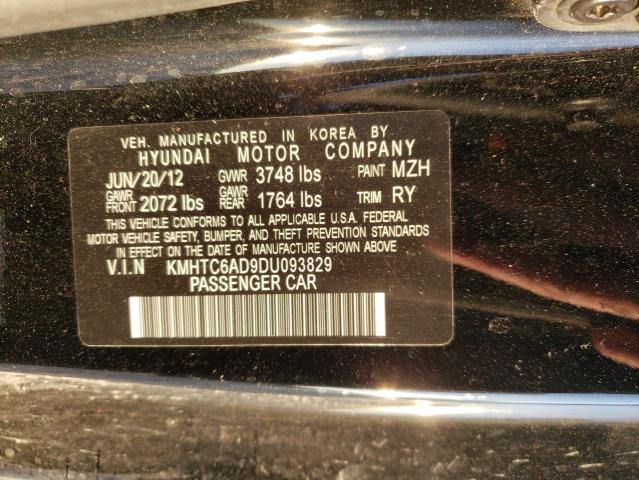 VEH. MANUFACTURED IN KOREA BY
HYUNDAI MOTOR COMPANY
JUN/20/12 GVWR 3748 lbs PAINT MZH
GAWR FRONT 2072 lbs GAWR REAR 1764 lbs TRIM RY
THIS VEHICLE CONFORMS TO ALL APPLICABLE U.S.A. FEDERAL
MOTOR VEHICLE SAFETY, BUMPER, AND THEFT PREVENTION STANDARDS
IN EFFECT ON THE DATE OF MANUFACTURE SHOWN ABOVE
V.I.N KMHTC6AD9DU093829
PASSENGER CAR